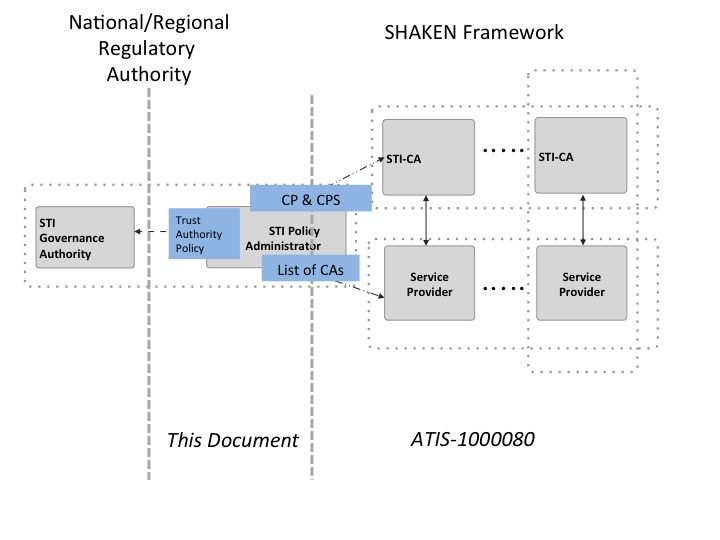 National/Regional
Regulatory
Authority
SHAKEN Framework
STI-CA
STI-CA
CP & CPS
STI
Governance
Authority
Trust
Authority
Policy
STI Policy
Administrator
List of CAs
Service
Provider
Service
Provider
This Document
ATIS-1000080